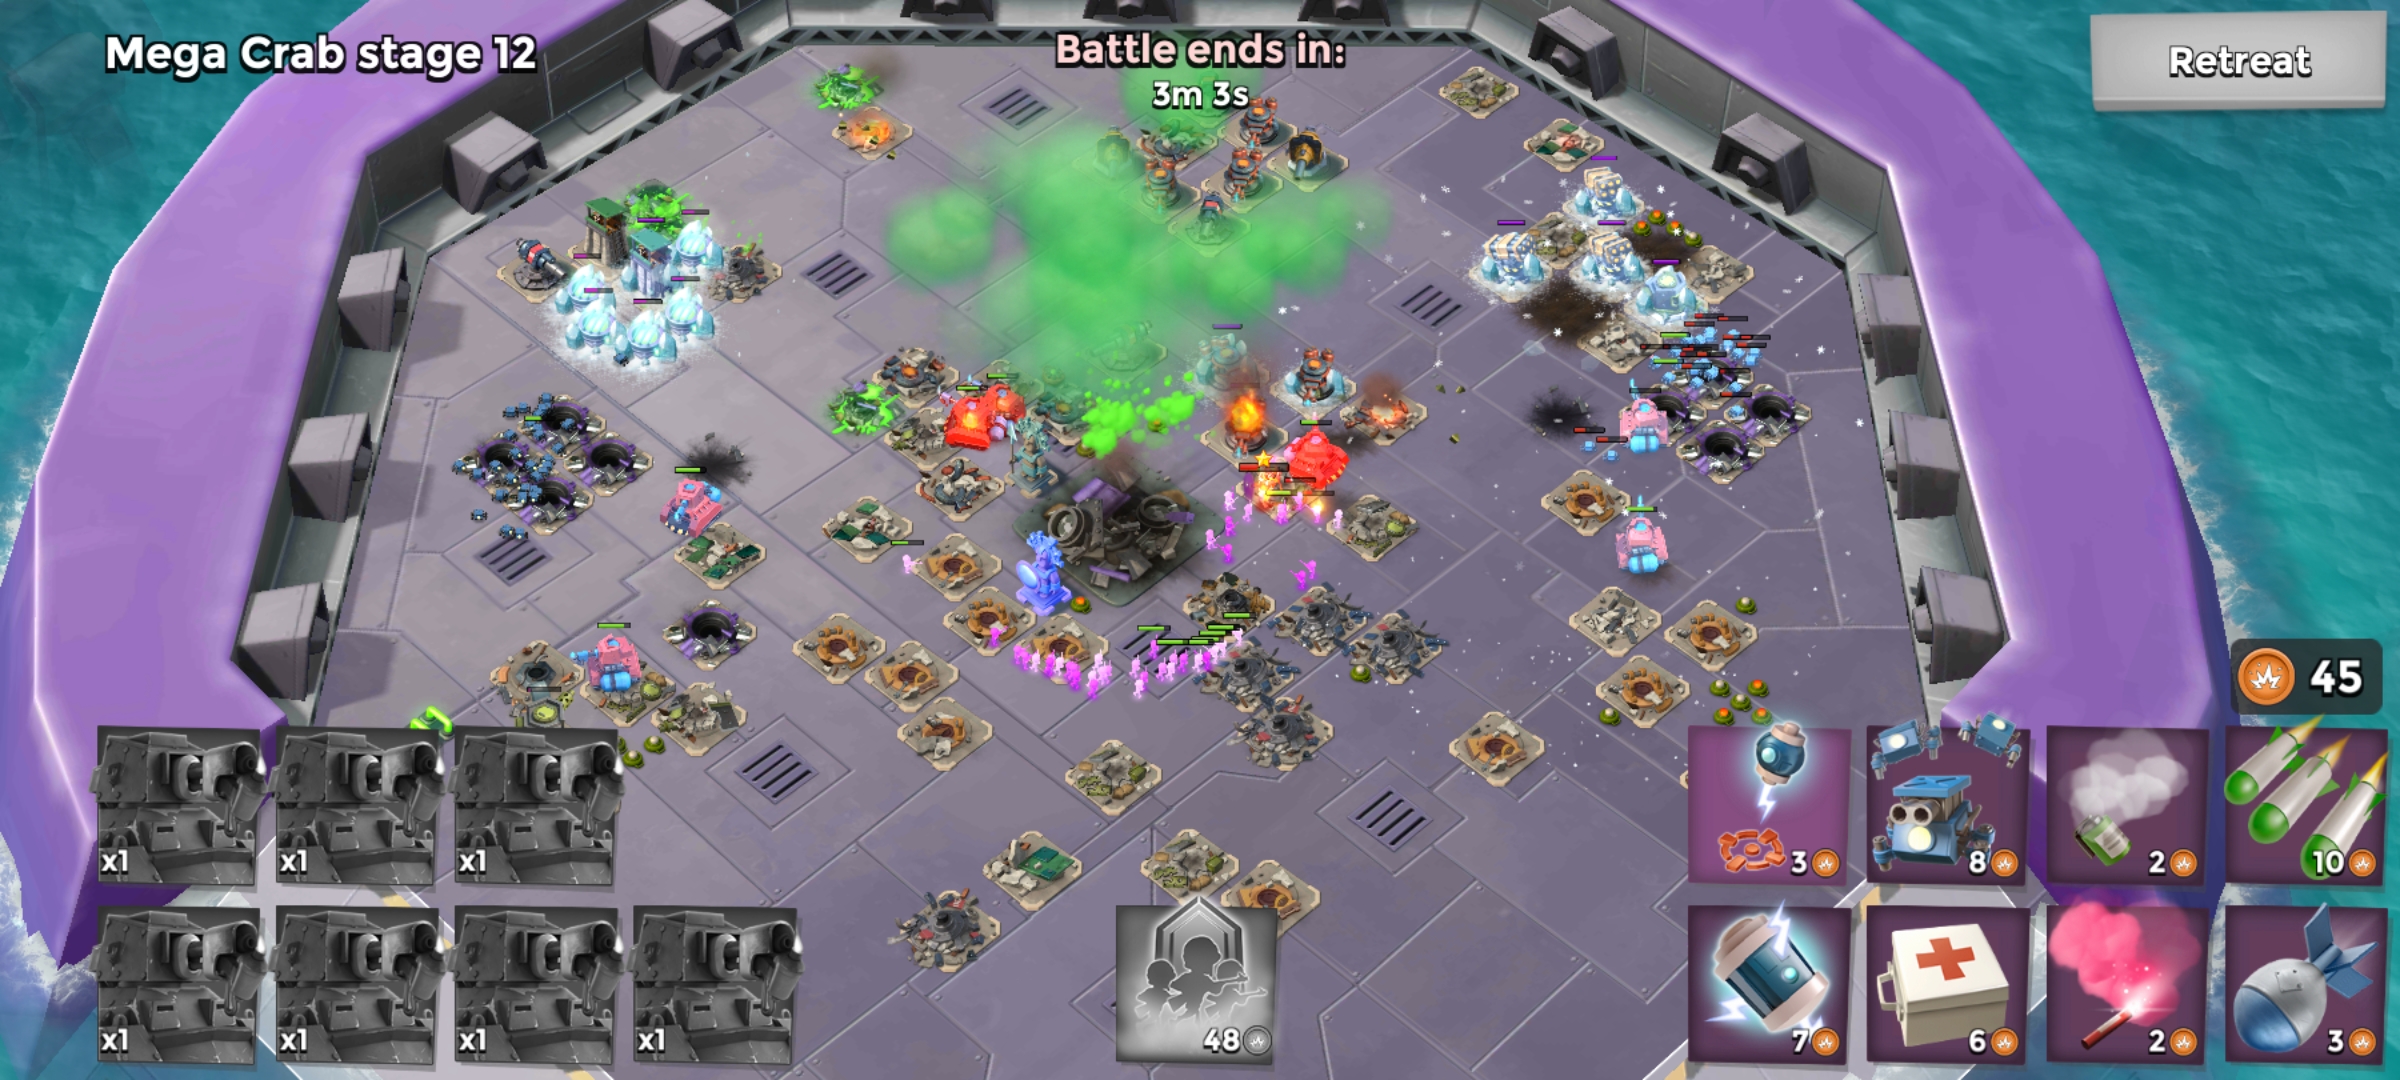 Mega Crab stage 12
Battle ends in:
3m 3s
Retreat
45
x1
x1
x1
3
8
2
10
x1
x1
x1
x1
48
7
6
2
3